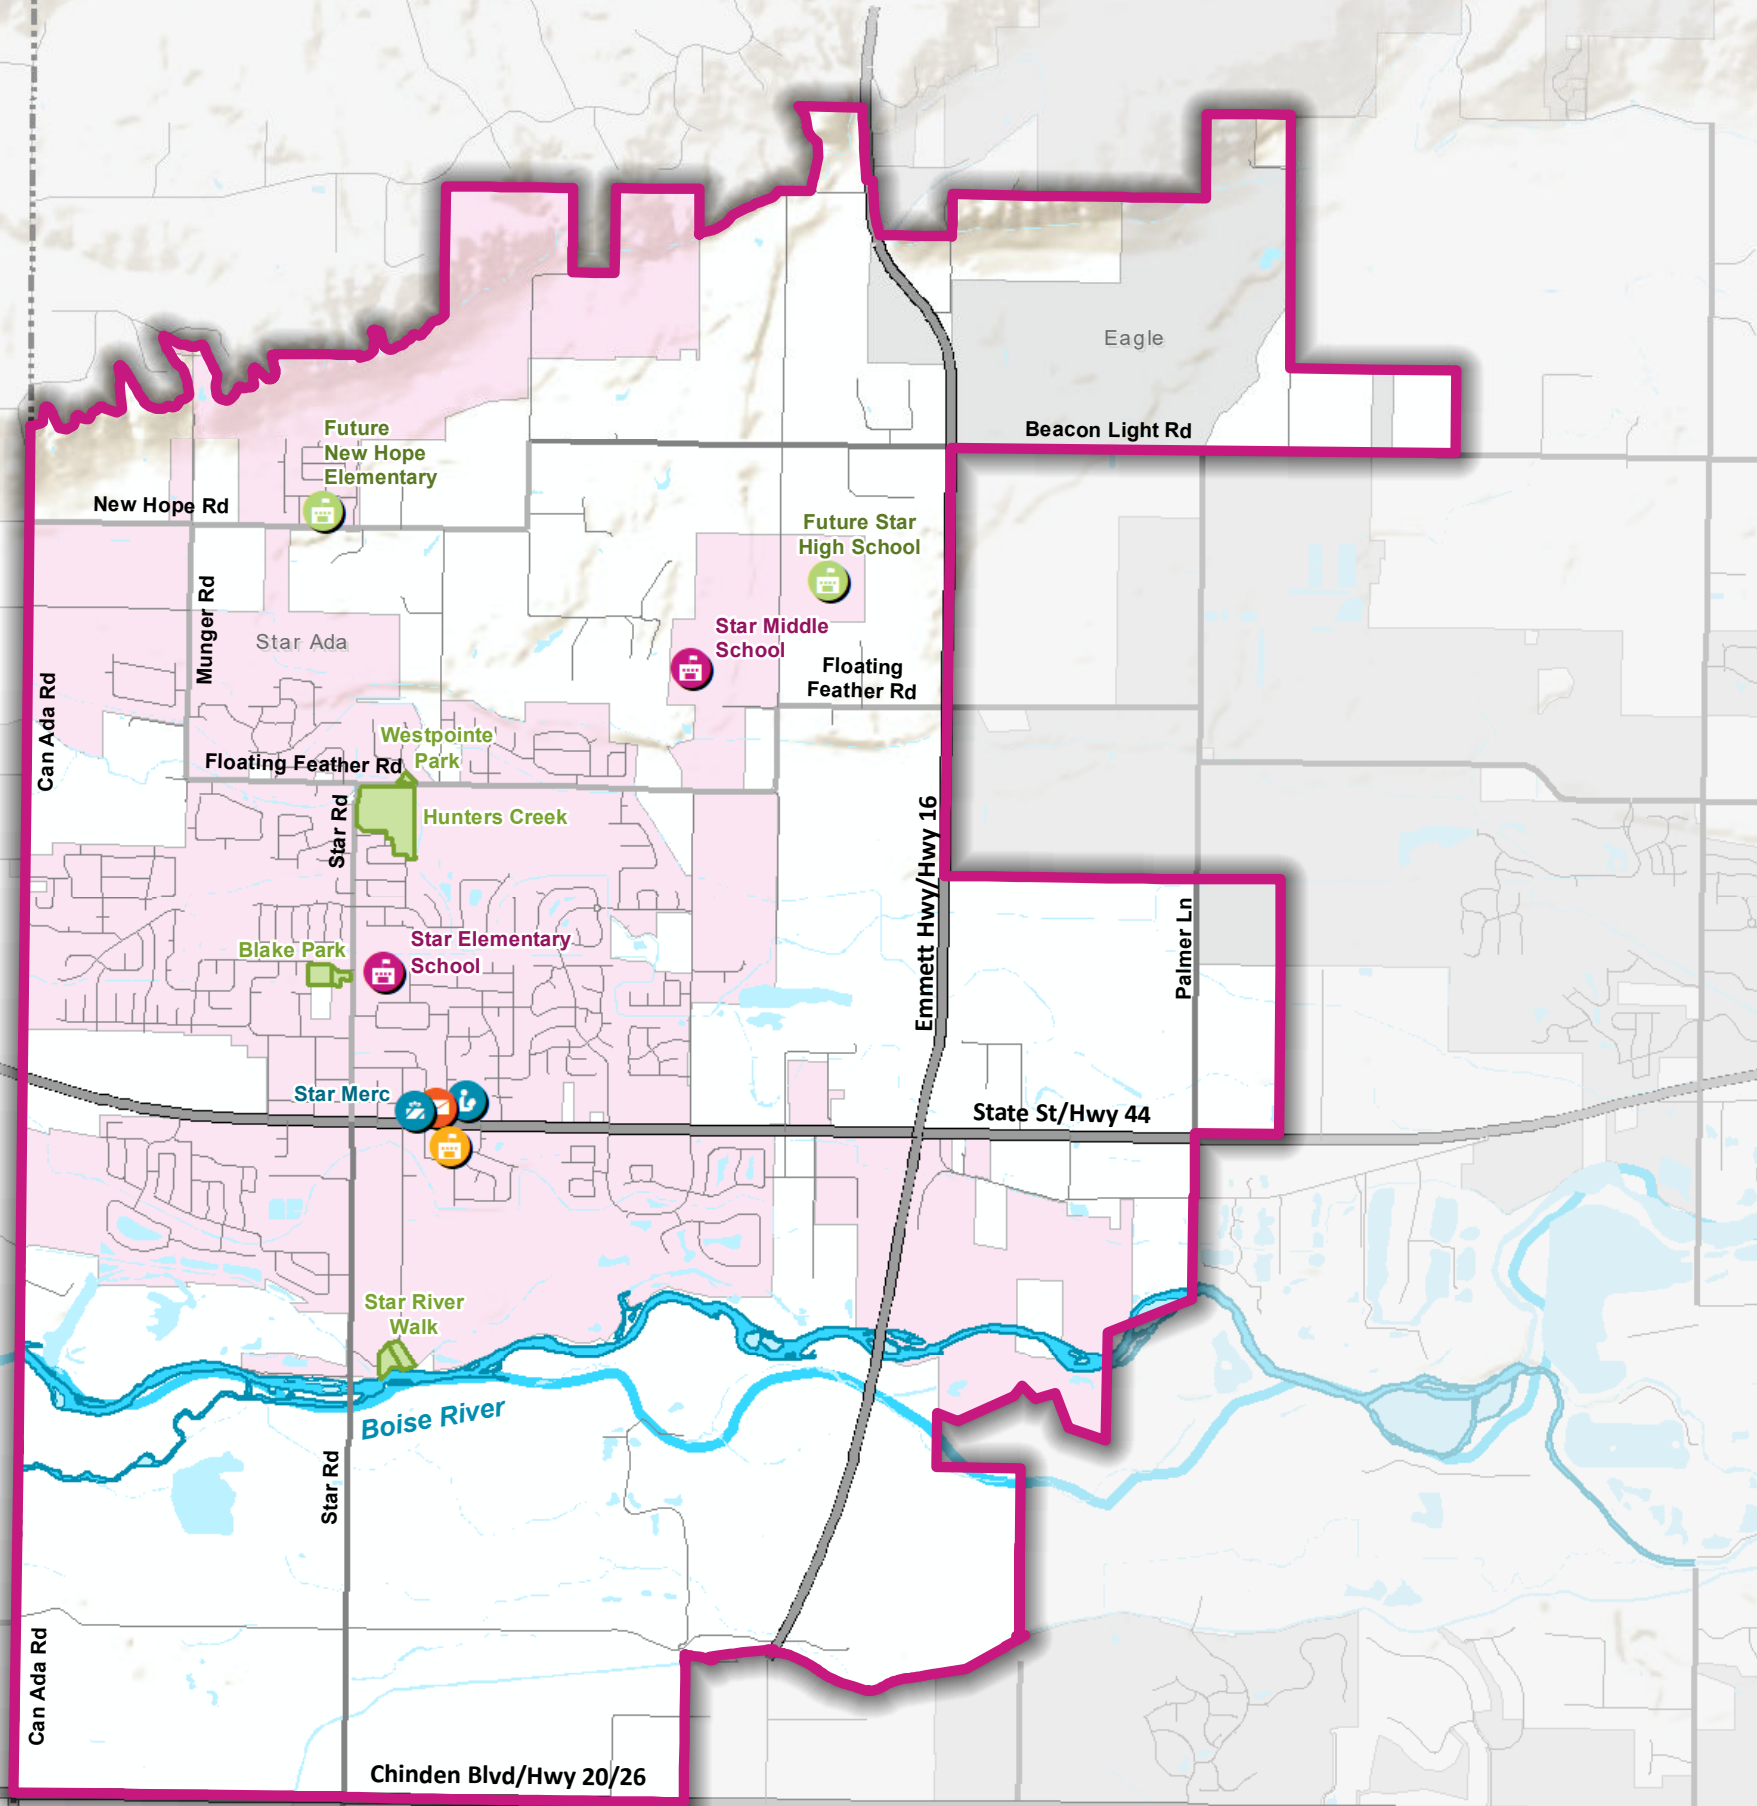 Eagle
Beacon Light Rd
Future
New Hope
Elementary
New Hope Rd
Future Star
High School
Munger Rd
Star Ada
Star Middle
School
Floating
Feather Rd
Can Ada Rd
Westpointe
Park
Floating Feather Rd
Star Rd
Hunters Creek
Emmett Hwy/Hwy 16
Palmer Ln
Blake Park
Star Elementary
School
Star Merc
State St/Hwy 44
Star River
Walk
Boise River
Star Rd
Can Ada Rd
Chinden Blvd/Hwy 20/26